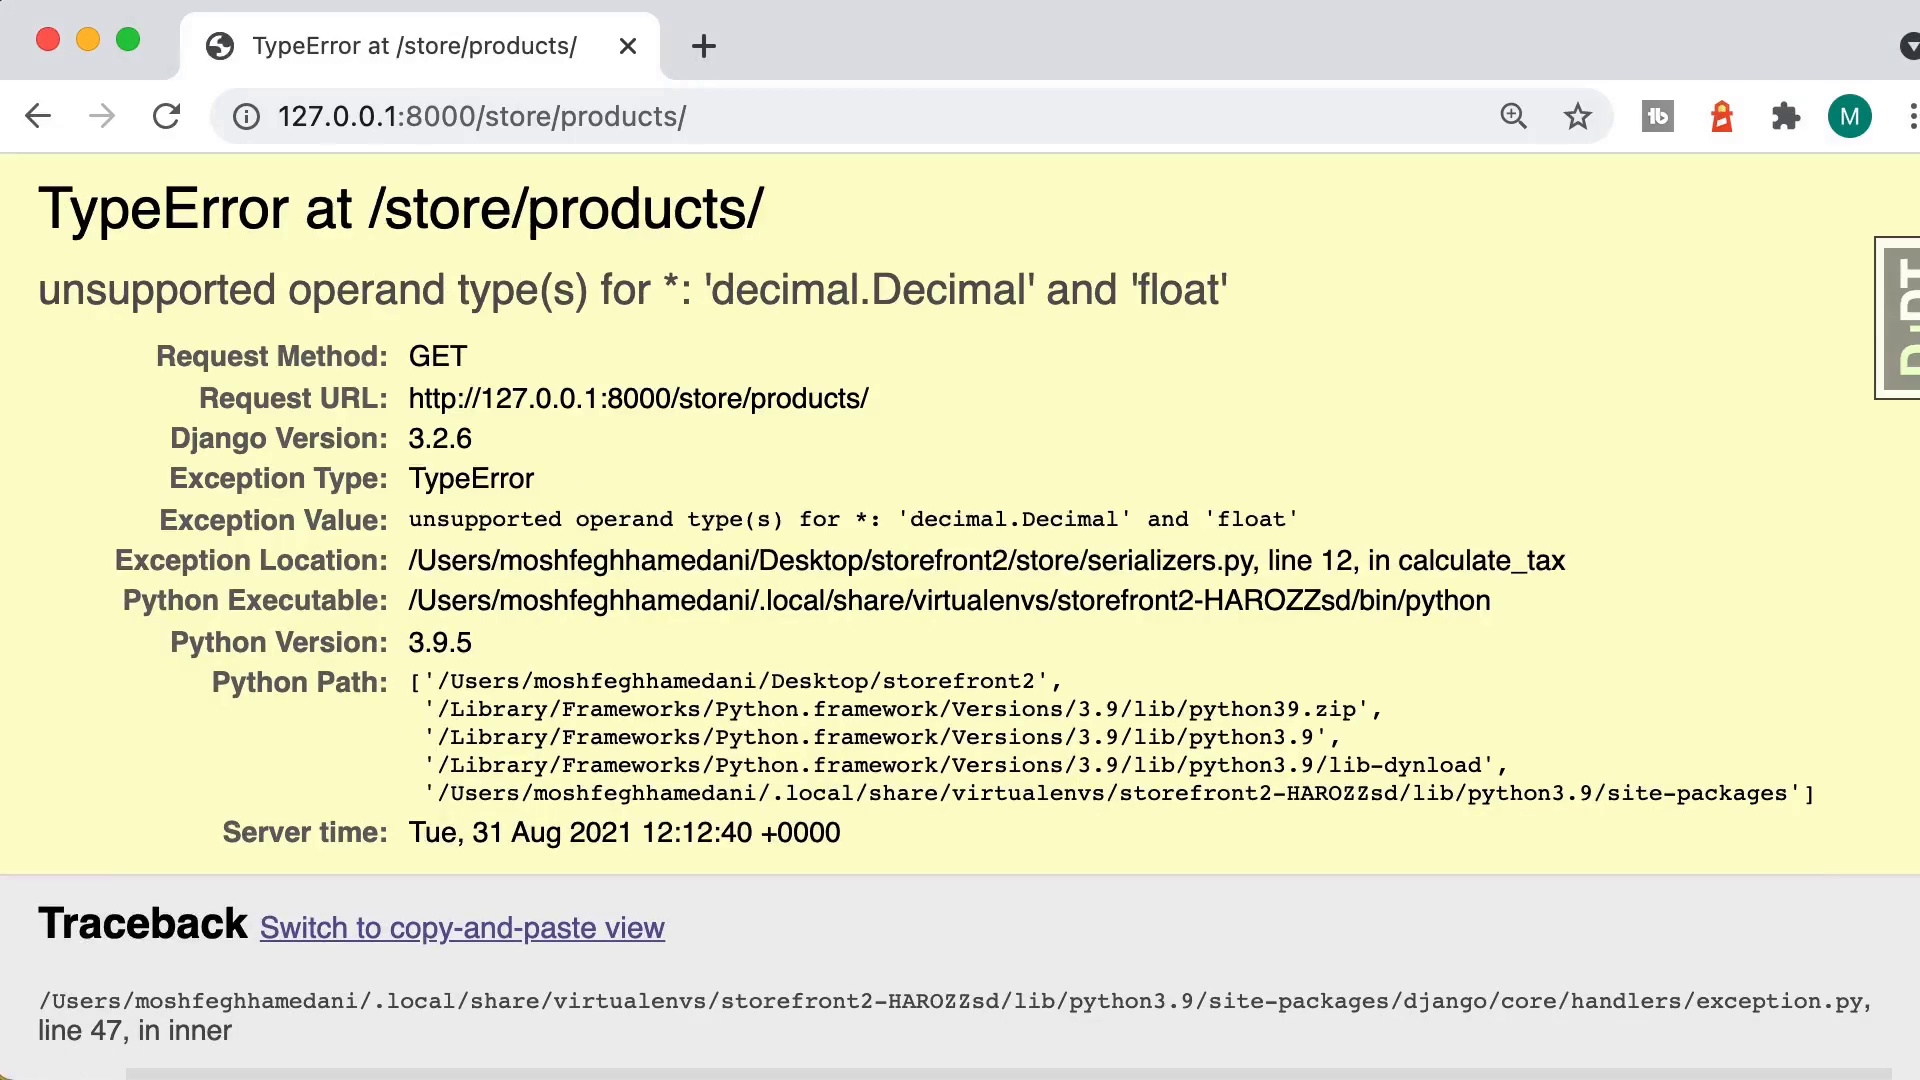 TypeError at /store/products/
127.0.0.1:8000/store/products/
M
TypeError at /store/products/
unsupported operand type(s) for *: 'decimal.Decimal' and 'float'
Request Method: GET
Request URL: http://127.0.0.1:8000/store/products/
Django Version: 3.2.6
Exception Type: TypeError
Exception Value: unsupported operand type(s) for *: 'decimal.Decimal' and 'float'
Exception Location: /Users/moshfeghhamedani/Desktop/storefront2/store/serializers.py, line 12, in calculate_tax
Python Executable: /Users/moshfeghhamedani/.local/share/virtualenvs/storefront2-HAROZZsd/bin/python
Python Version: 3.9.5
Python Path: ['/Users/moshfeghhamedani/Desktop/storefront2',
'/Library/Frameworks/Python.framework/Versions/3.9/lib/python39.zip',
'/Library/Frameworks/Python.framework/Versions/3.9/lib/python3.9',
'/Library/Frameworks/Python.framework/Versions/3.9/lib/python3.9/lib-dynload',
'/Users/moshfeghhamedani/.local/share/virtualenvs/storefront2-HAROZZsd/lib/python3.9/site-packages']
Server time: Tue, 31 Aug 2021 12:12:40 +0000
Traceback Switch to copy-and-paste view
/Users/moshfeghhamedani/.local/share/virtualenvs/storefront2-HAROZZsd/lib/python3.9/site-packages/django/core/handlers/exception.py,
line 47, in inner